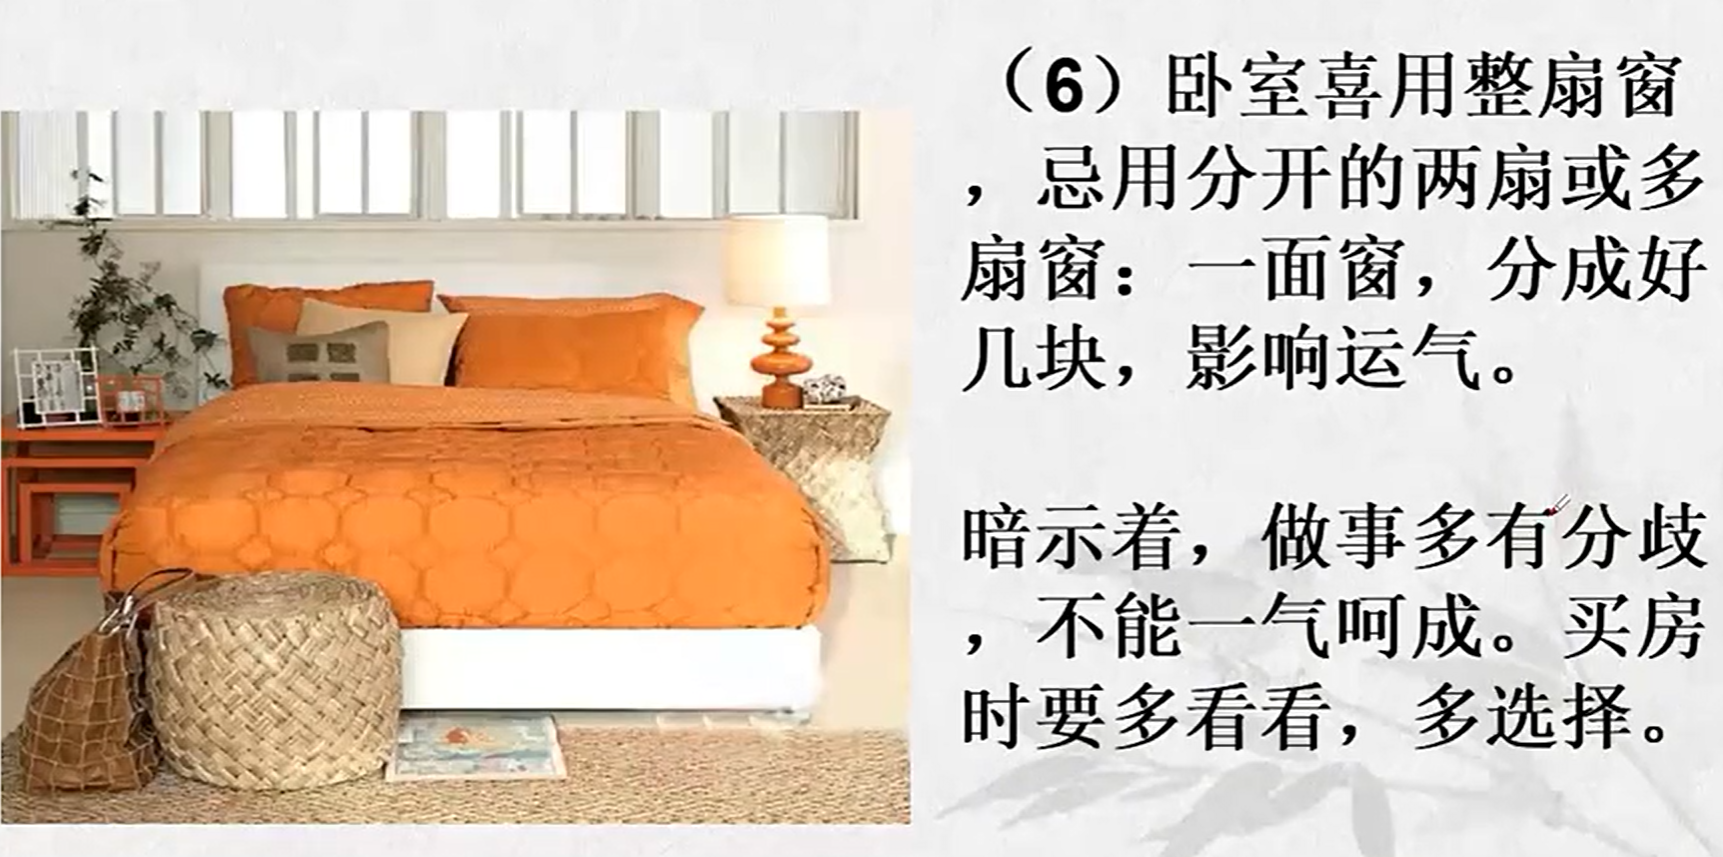 （6）卧室喜用整扇窗
，忌用分开的两扇或多
扇窗：一面窗，分成好
几块，影响运气。
暗示着，做事多有分歧
，不能一气呵成。买房
时要多看看，多选择。